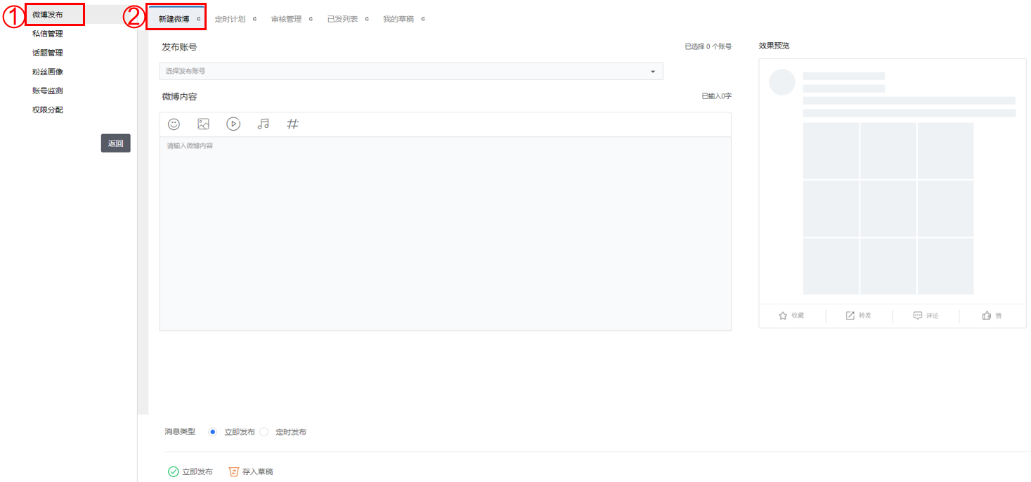 ①
微博发布
私信管理
话题管理
粉丝画像
账号监测
权限分配
返回
②
新建微博
定时计划
审核管理
已发列表
我的草稿
发布账号
已选择 0 个账号
选择发布账号
微博内容
已输入0字
请输入微博内容
效果预览
收藏
转发
评论
赞
消息类型
立即发布
定时发布
立即发布
存入草稿